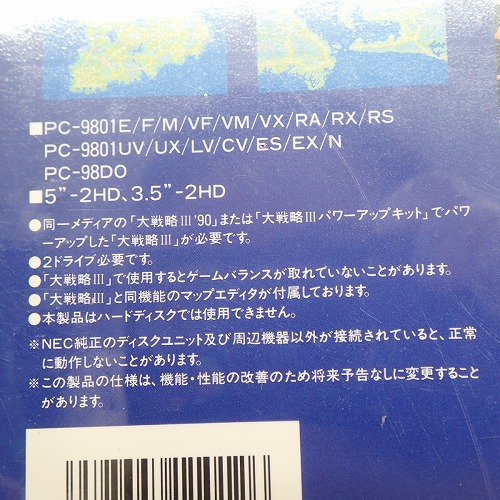 ■PC-9801E/F/M/VF/VM/VX/RA/RX/RS
PC-9801UV/UX/LV/CV/ES/EX/N
PC-98DO
■5"-2HD、3.5"-2HD
●同一メディアの「大戦略Ⅲ'90」または「大戦略Ⅲパワーアップキット」でパワ
ーアップした「大戦略Ⅲ」が必要です。
●2ドライブ必要です。
●「大戦略Ⅲ」で使用するとゲームバランスが取れていないことがあります。
●「大戦略Ⅲ」と同機能のマップエディタが付属しております。
●本製品はハードディスクでは使用できません。
※NEC純正のディスクユニット及び周辺機器以外が接続されていると、正常
に動作しないことがあります。
※この製品の仕様は、機能・性能の改善のため将来予告なしに変更すること
があります。